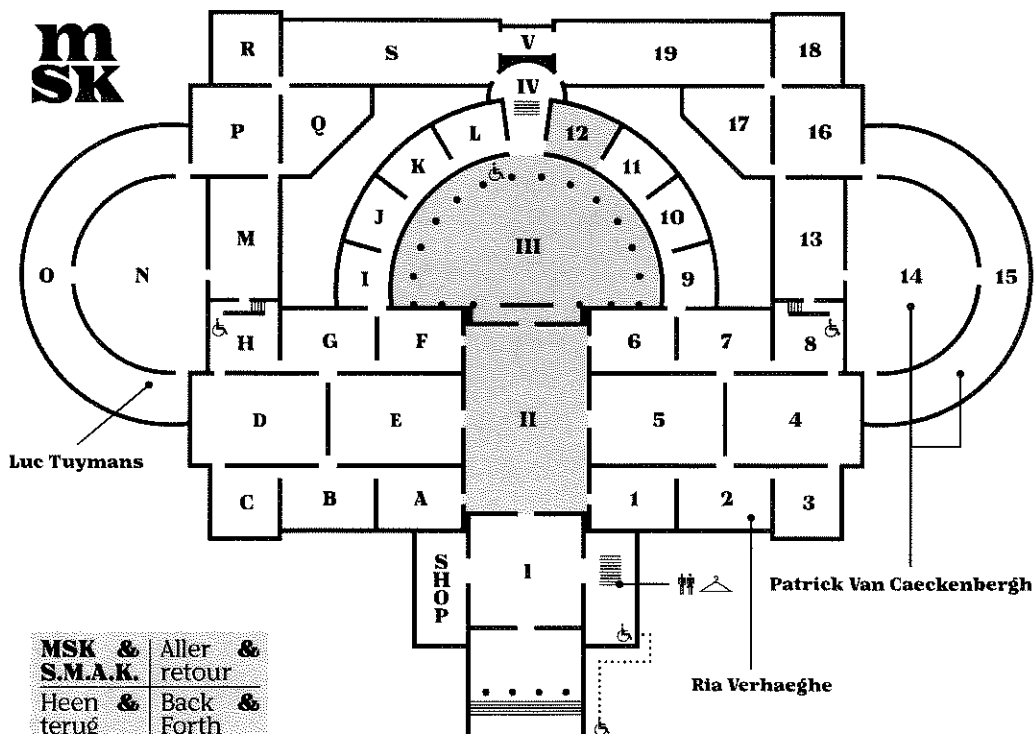 m
SK
R
S
V
19
18
IV
P
Q
L
12
17
16
K
11
J
III
10
M
I
9
13
O
N
14
15
H
G
F
6
7
8
D
E
II
5
4
Luc Tuymans
C
B
A
1
2
3
SHOP
I
Patrick Van Caeckenbergh
Ria Verhaeghe
MSK & S.M.A.K.
Aller & retour
Heen & terug
Back & Forth